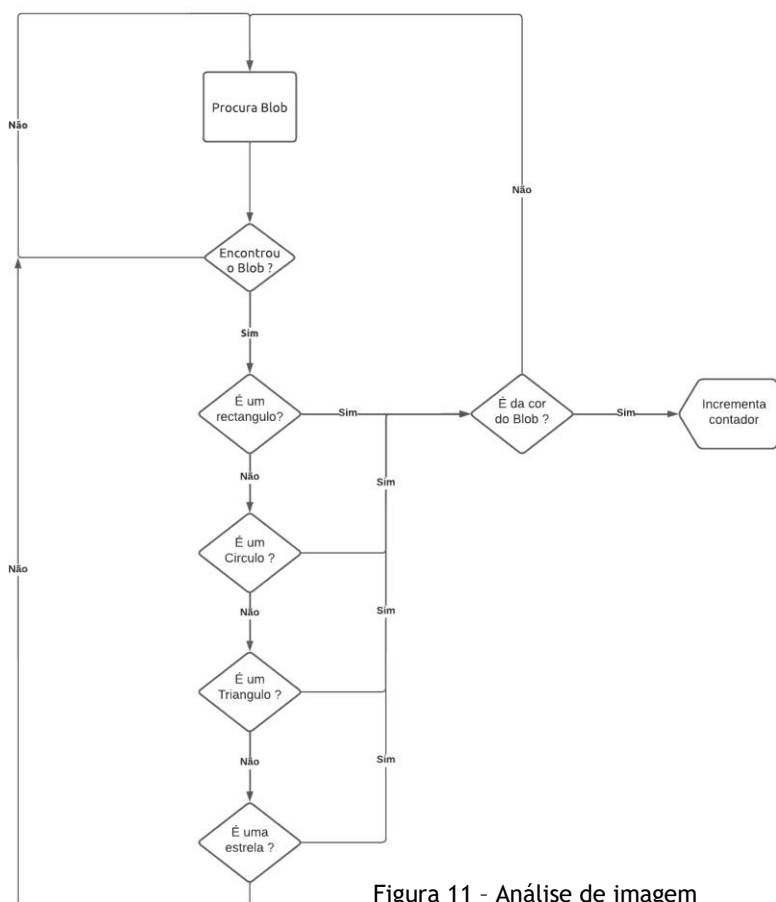 Procura Blob
Não
Não
Encontrou
o Blob ?
Sim
É um
rectangulo?
Sim
É da cor
do Blob ?
Sim
Incrementa
contador
Não
Sim
É um
Circulo ?
Não
Não
Sim
É um
Triangulo ?
Não
Sim
É uma
estrela ?
Figura 11 - Análise de imagem